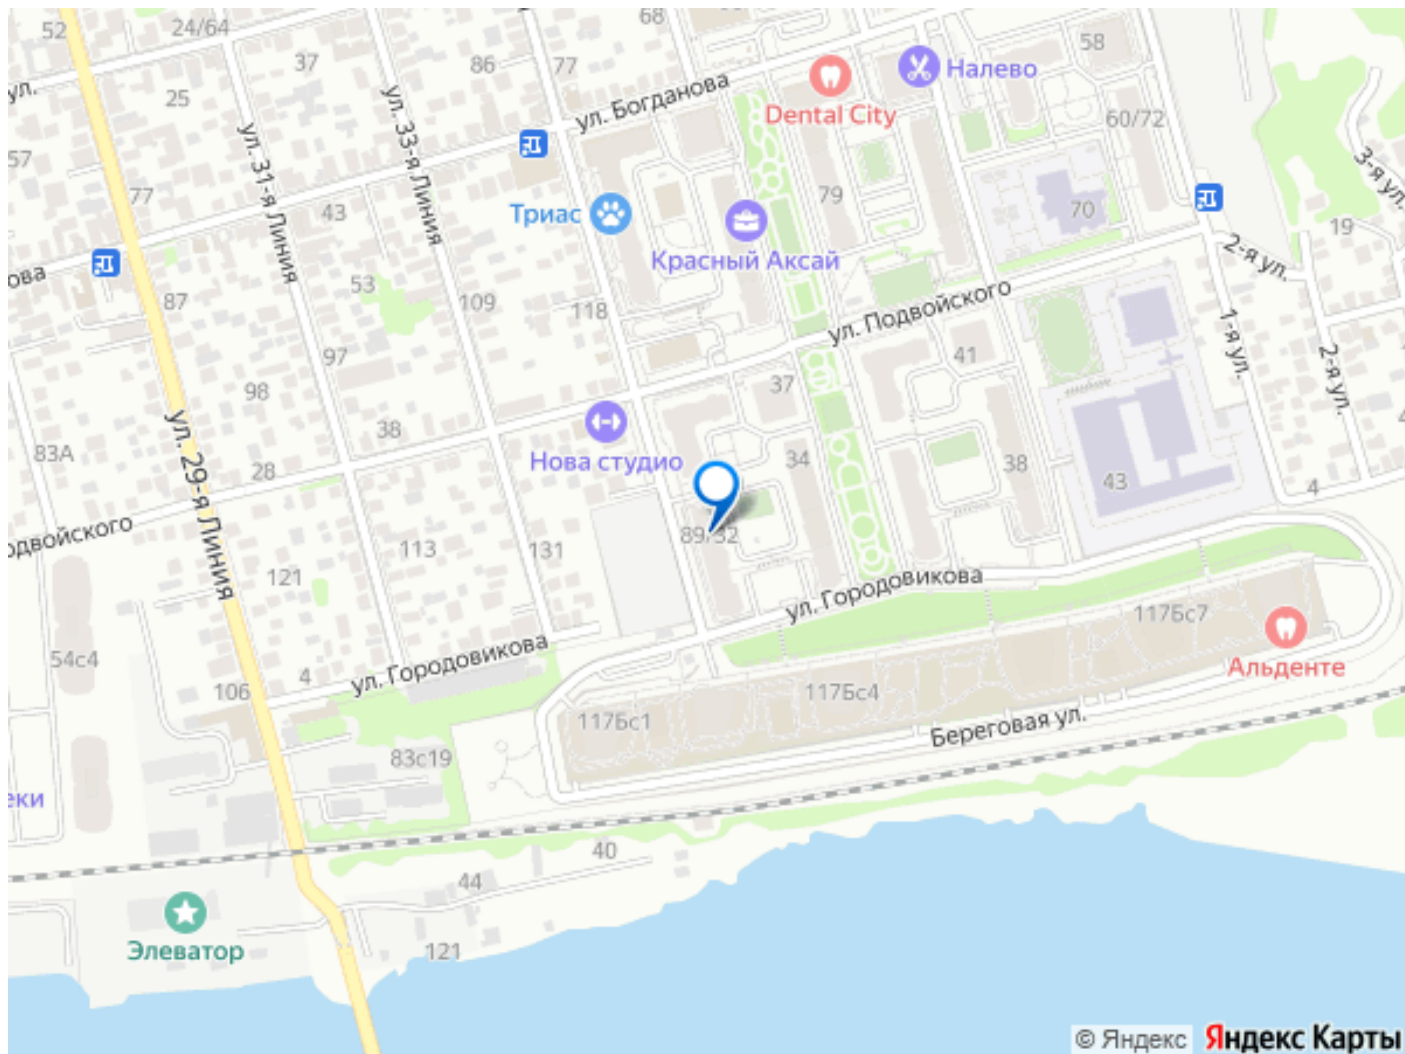 52
24/64
68
37
86
77
58
Налево
ул.
25
ул. Богданова
Dental City
60/72
57
ул. 31-я Линия
ул. 33-я Линия
3-я ул.
77
43
Триас
79
70
19
Красный Аксай
2-я ул.
ова
87
53
109
118
ул. Подвойского
1-я ул.
2-я ул.
97
98
37
41
38
ул. 29-я Линия
83А
28
Нова студио
34
38
43
4
одвойского
113
131
89/32
121
ул. Городовикова
117Бс7
54с4
ул. Городовикова
4
106
Альденте
117Бс4
117Бс1
Береговая ул.
83с19
еки
40
44
Элеватор
121
© Яндекс
Яндекс Карты